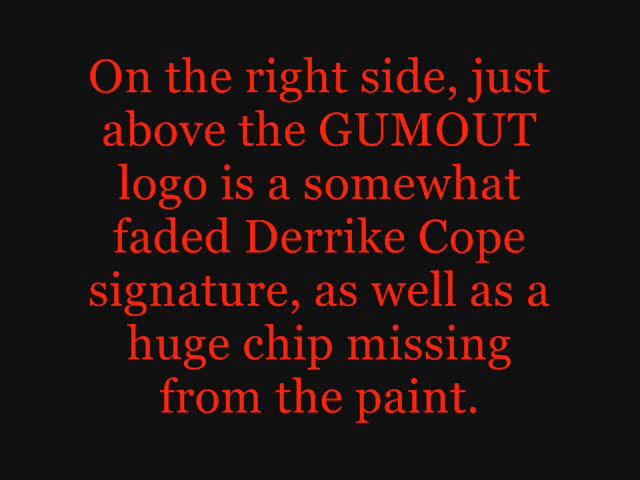 On the right side, just
above the GUMOUT
logo is a somewhat
faded Derrike Cope
signature, as well as a
huge chip missing
from the paint.